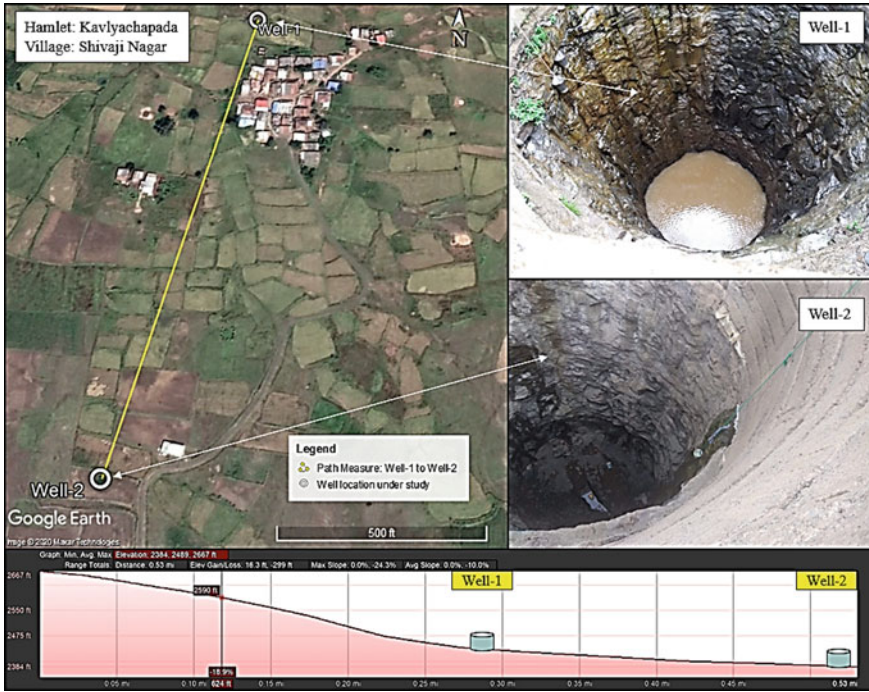 Hamlet: Kavlyachapada
Village: Shivaji Nagar
Well-1
N
Well-1
Well-2
Legend
Path Measure: Well-1 to Well-2
Well location under study
Well-2
Google Earth
500 ft
Image © 2020 Maxar Technologies
Graph: Min, Avg, Max Elevation: 2384, 2489, 2667 ft
Range Totals: Distance: 0.53 mi Elev Gain/Loss: 16.3 ft, -299 ft Max Slope: 0.0%, -24.3% Avg Slope: 0.0%, -10.0%
2667 ft
2590 ft
Well-1
Well-2
2550 ft
2475 ft
2384 ft
-18.9%
0.05 mi 0.10 mi 624 ft 0.15 mi 0.20 mi 0.25 mi 0.30 mi 0.35 mi 0.40 mi 0.45 mi 0.53 mi